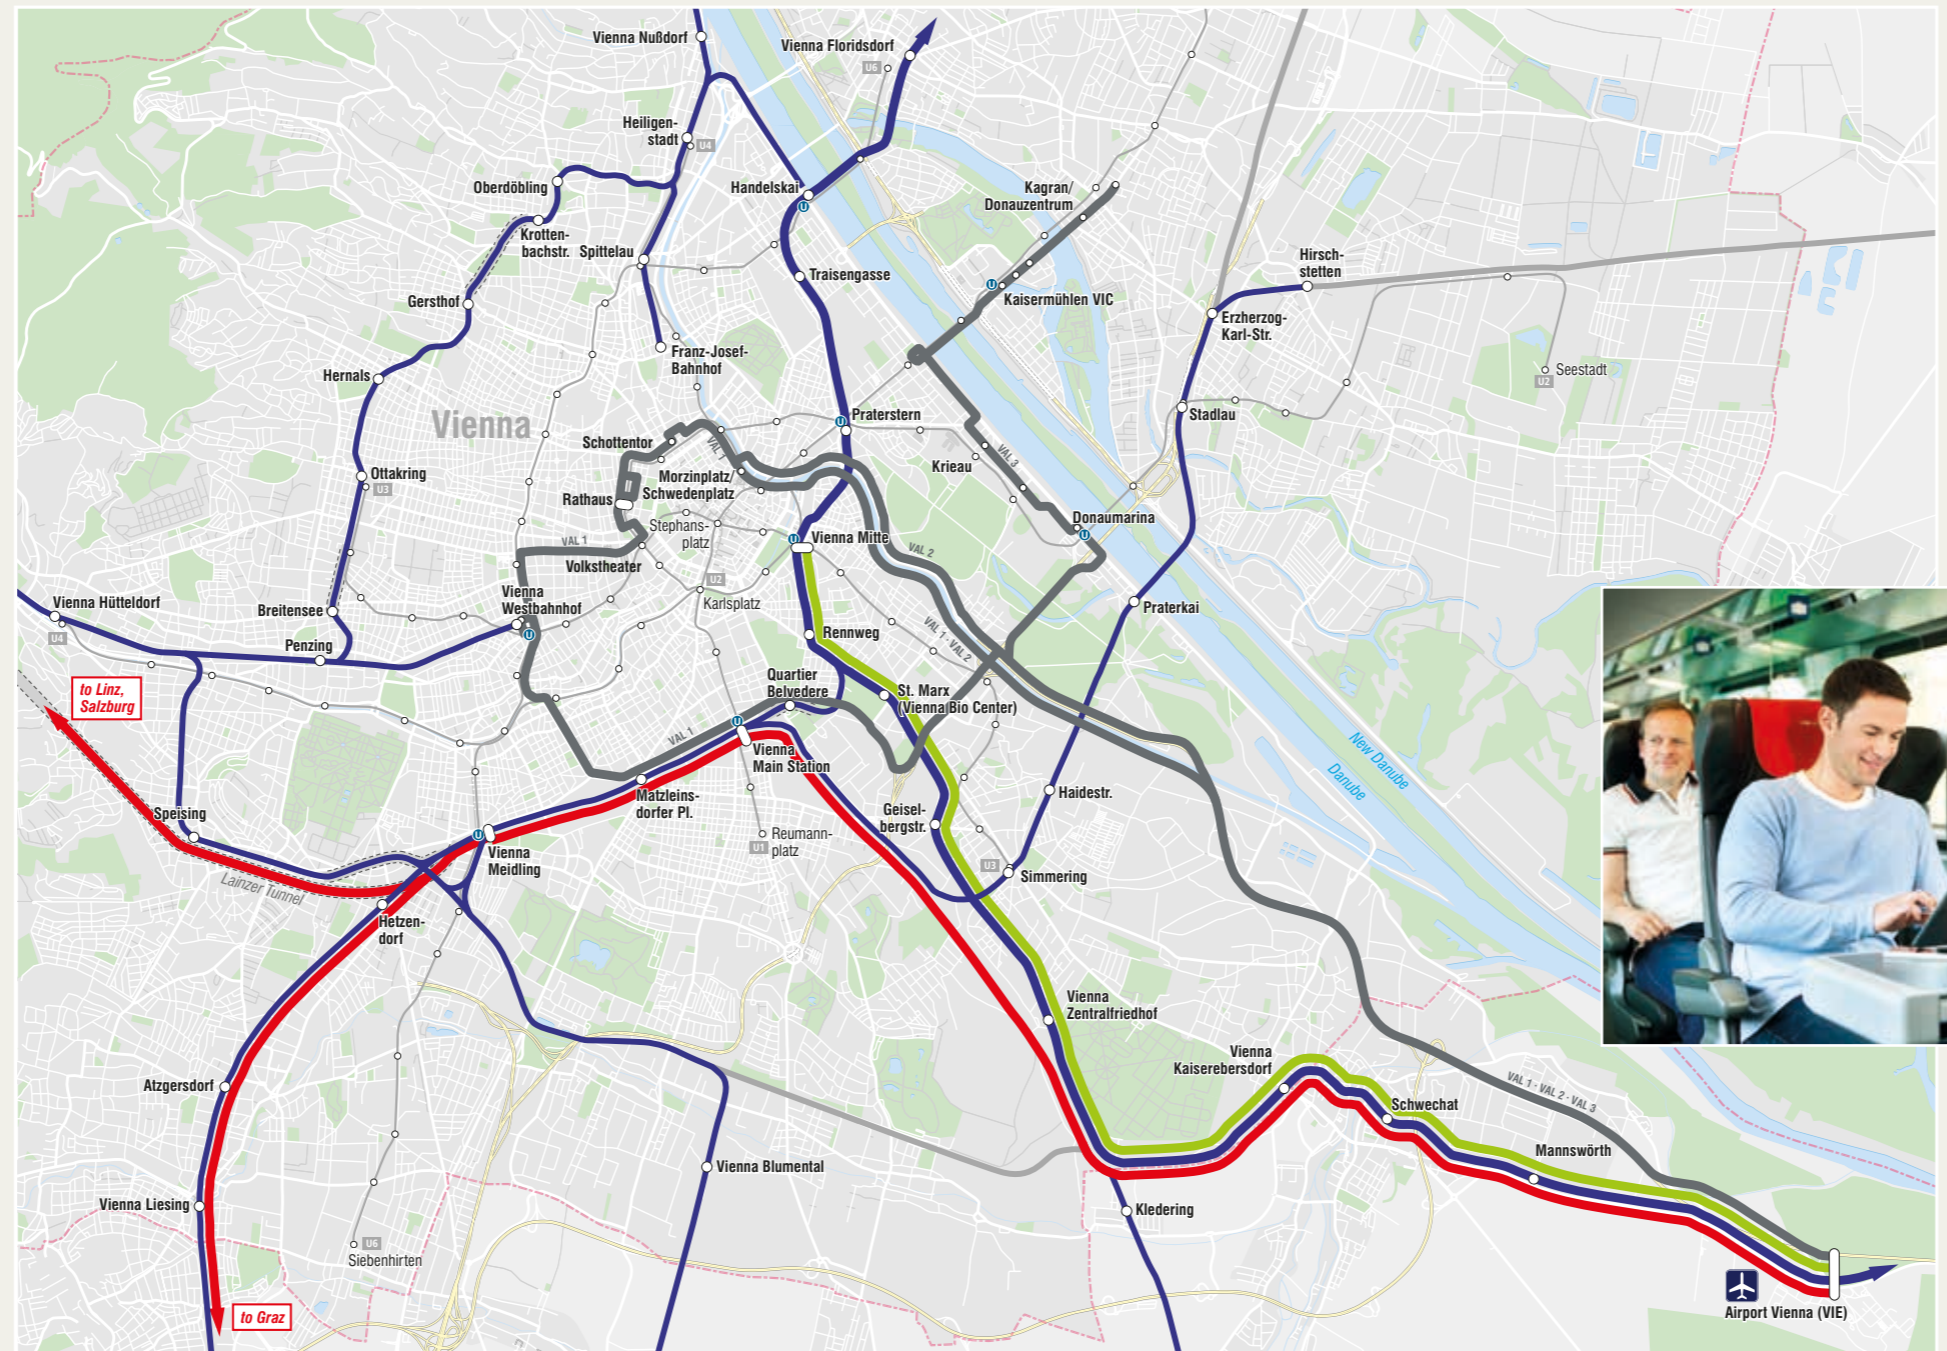 Vienna Nußdorf
Vienna Floridsdorf
U6
Heiligen-
stadt
U4
Oberdöbling
Handelskai
U
Kagran/
Donauzentrum
Krotten-
bachstr.
Spittelau
Hirsch-
stetten
Traisengasse
Gersthof
U
Kaisermühlen VIC
Erzherzog-
Karl-Str.
Franz-Josef-
Bahnhof
Hernals
Seestadt
U2
Vienna
Praterstern
U
Stadlau
Schottentor
VAL 1
Krieau
VAL 3
Ottakring
U3
Morzinplatz/
Schwedenplatz
Rathaus
Stephans-
platz
Donaumarina
U
U
Vienna Mitte
VAL 2
VAL 1
Volkstheater
U2
Karlsplatz
Vienna
Westbahnhof
U
Vienna Hütteldorf
U4
Breitensee
Praterkai
Penzing
Rennweg
VAL 1 · VAL 2
to Linz,
Salzburg
Quartier
Belvedere
St. Marx
(Vienna Bio Center)
U
VAL 1
Vienna
Main Station
New Danube
Danube
Matzleins-
dorfer Pl.
Haidestr.
Speising
Geisel-
bergstr.
U
Vienna
Meidling
Reumann-
platz
U1
U3
Simmering
Lainzer Tunnel
Hetzen-
dorf
Vienna
Zentralfriedhof
Vienna
Kaiserebersdorf
Atzgersdorf
VAL 1 · VAL 2 · VAL 3
Schwechat
Mannswörth
Vienna Blumental
Vienna Liesing
Kledering
U6
Siebenhirten
to Graz
Airport Vienna (VIE)